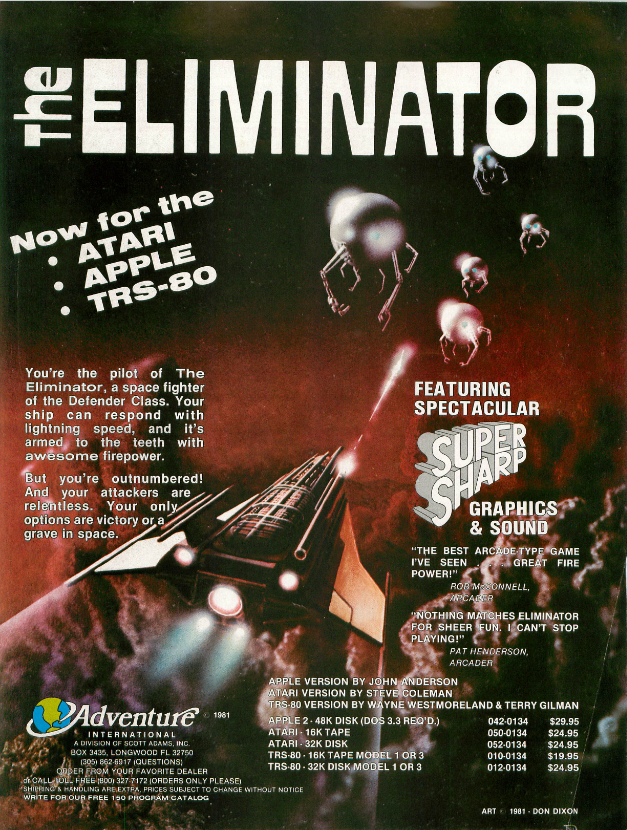 the ELIMINATOR
Now for the
• ATARI
• APPLE
• TRS-80
You're the pilot of The
Eliminator, a space fighter
of the Defender Class. Your
ship can respond with
lightning speed, and it's
armed to the teeth with
awesome firepower.
But you're outnumbered!
And your attackers are
relentless. Your only
options are victory or a
grave in space.
FEATURING
SPECTACULAR
SUPER
SHARP
GRAPHICS
& SOUND
"THE BEST ARCADE-TYPE GAME
I'VE SEEN . . . GREAT FIRE
POWER!"
ROB McCONNELL,
ARCADER
"NOTHING MATCHES ELIMINATOR
FOR SHEER FUN. I CAN'T STOP
PLAYING!"
PAT HENDERSON,
ARCADER
APPLE VERSION BY JOHN ANDERSON
ATARI VERSION BY STEVE COLEMAN
TRS-80 VERSION BY WAYNE WESTMORELAND & TERRY GILMAN
APPLE 2 - 48K DISK (DOS 3.3 REQ'D.) 042-0134 $29.95
ATARI - 16K TAPE 050-0134 $24.95
ATARI - 32K DISK 052-0134 $24.95
TRS-80 - 16K TAPE MODEL 1 OR 3 010-0134 $19.95
TRS-80 - 32K DISK MODEL 1 OR 3 012-0134 $24.95
Adventure © 1981
INTERNATIONAL
A DIVISION OF SCOTT ADAMS, INC.
BOX 3435, LONGWOOD FL 32750
(305) 862-6917 (QUESTIONS)
ORDER FROM YOUR FAVORITE DEALER
or CALL TOLL FREE (800) 327-7172 (ORDERS ONLY PLEASE)
SHIPPING & HANDLING ARE EXTRA. PRICES SUBJECT TO CHANGE WITHOUT NOTICE
WRITE FOR OUR FREE 150 PROGRAM CATALOG
ART © 1981 - DON DIXON